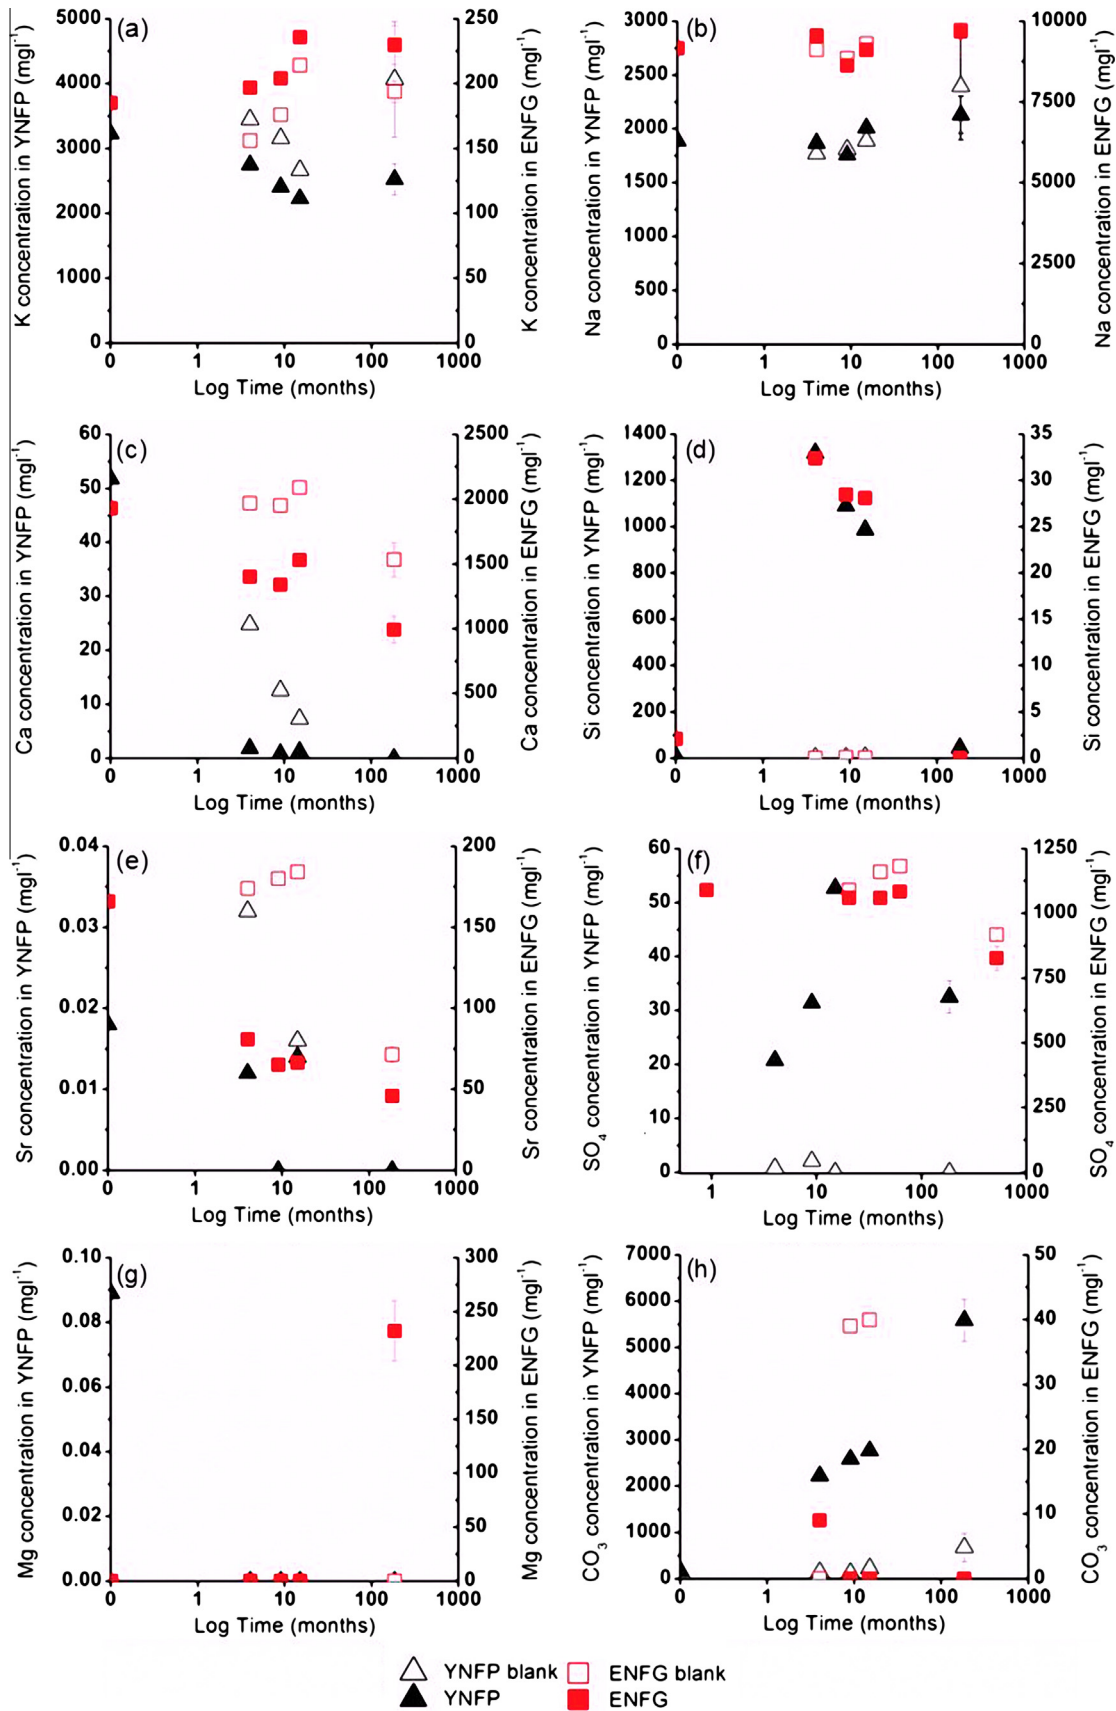 (a)
K concentration in YNFP (mgl-1)
5000
4000
3000
2000
1000
0
250
200
150
100
50
0
K concentration in ENFG (mgl-1)
0 1 10 100 1000
Log Time (months)
(b)
Na concentration in YNFP (mgl-1)
3000
2500
2000
1500
1000
500
0
10000
7500
5000
2500
0
Na concentration in ENFG (mgl-1)
0 1 10 100 1000
Log Time (months)
(c)
Ca concentration in YNFP (mgl-1)
60
50
40
30
20
10
0
2500
2000
1500
1000
500
0
Ca concentration in ENFG (mgl-1)
0 1 10 100 1000
Log Time (months)
(d)
Si concentration in YNFP (mgl-1)
1400
1200
1000
800
600
400
200
0
35
30
25
20
15
10
5
0
Si concentration in ENFG (mgl-1)
0 1 10 100 1000
Log Time (months)
(e)
Sr concentration in YNFP (mgl-1)
0.04
0.03
0.02
0.01
0.00
200
150
100
50
0
Sr concentration in ENFG (mgl-1)
0 1 10 100 1000
Log Time (months)
(f)
SO4 concentration in YNFP (mgl-1)
60
50
40
30
20
10
0
1250
1000
750
500
250
0
SO4 concentration in ENFG (mgl-1)
1 10 100 1000
Log Time (months)
(g)
Mg concentration in YNFP (mgl-1)
0.10
0.08
0.06
0.04
0.02
0.00
300
250
200
150
100
50
0
Mg concentration in ENFG (mgl-1)
0 1 10 100 1000
Log Time (months)
(h)
CO3 concentration in YNFP (mgl-1)
7000
6000
5000
4000
3000
2000
1000
0
50
40
30
20
10
0
CO3 concentration in ENFG (mgl-1)
0 1 10 100 1000
Log Time (months)
YNFP blank ENFG blank
YNFP ENFG